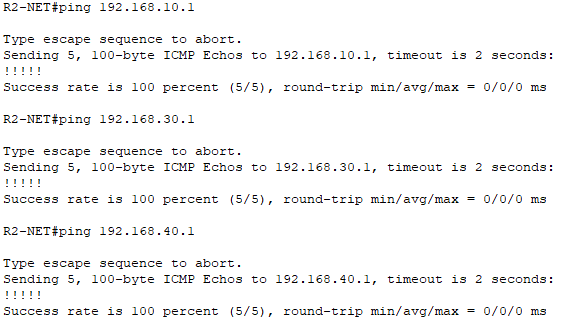 R2-NET#ping 192.168.10.1
Type escape sequence to abort.
Sending 5, 100-byte ICMP Echos to 192.168.10.1, timeout is 2 seconds:
!!!!!
Success rate is 100 percent (5/5), round-trip min/avg/max = 0/0/0 ms
R2-NET#ping 192.168.30.1
Type escape sequence to abort.
Sending 5, 100-byte ICMP Echos to 192.168.30.1, timeout is 2 seconds:
!!!!!
Success rate is 100 percent (5/5), round-trip min/avg/max = 0/0/0 ms
R2-NET#ping 192.168.40.1
Type escape sequence to abort.
Sending 5, 100-byte ICMP Echos to 192.168.40.1, timeout is 2 seconds:
!!!!!
Success rate is 100 percent (5/5), round-trip min/avg/max = 0/0/0 ms